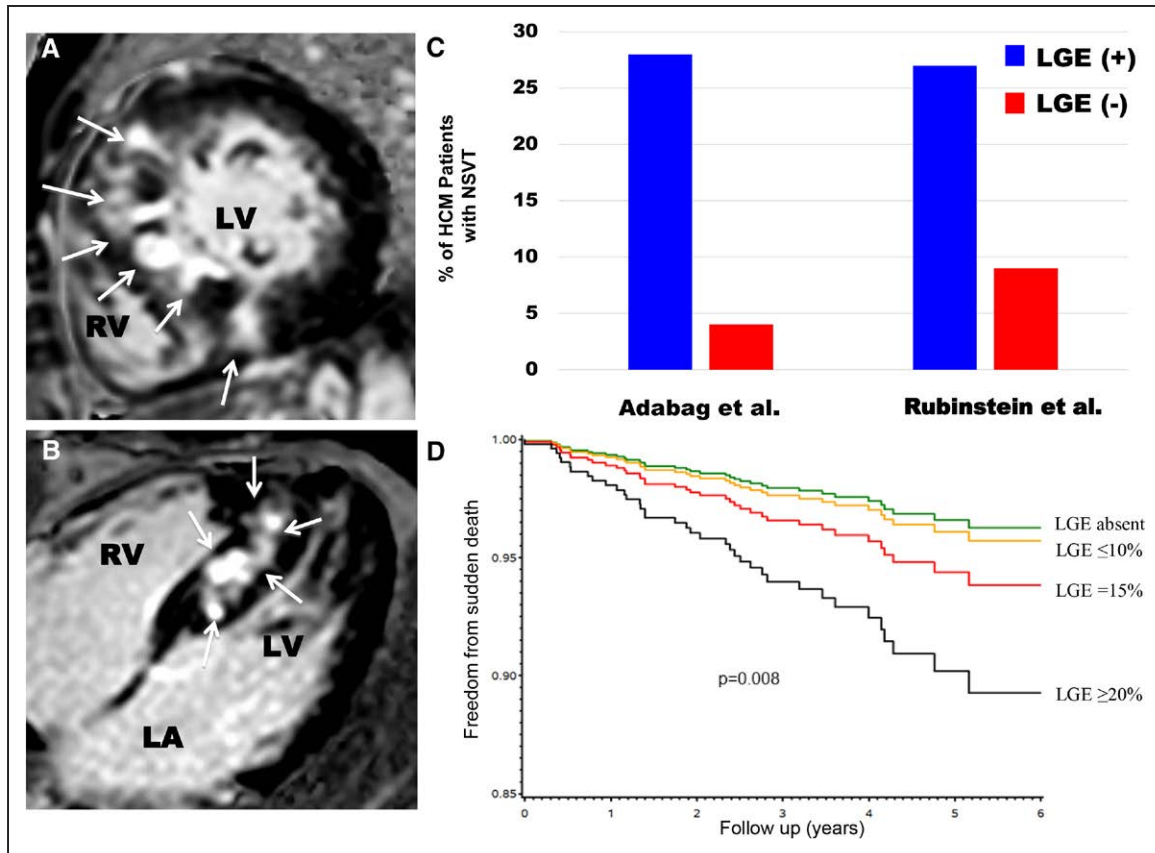 A
LV
RV
B
RV
LV
LA
C
% of HCM Patients
with NSVT
30
25
20
15
10
5
0
LGE (+)
LGE (-)
Adabag et al.
Rubinstein et al.
D
Freedom from sudden death
1.00
0.95
0.90
0.85
p=0.008
LGE absent
LGE ≤10%
LGE =15%
LGE ≥20%
0
1
2
3
4
5
6
Follow up (years)